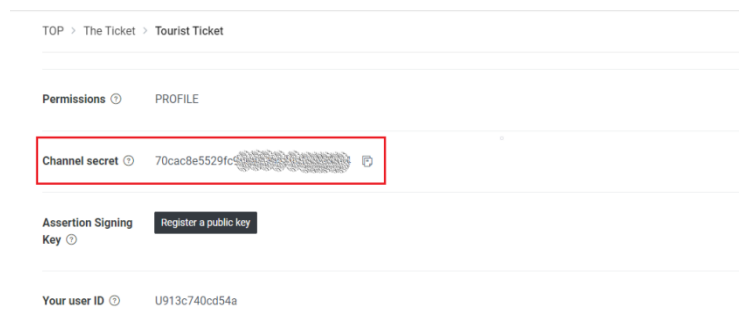 TOP > The Ticket > Tourist Ticket
Permissions PROFILE
Channel secret
Assertion Signing Key Register a public key
Your user ID U913c740cd54a